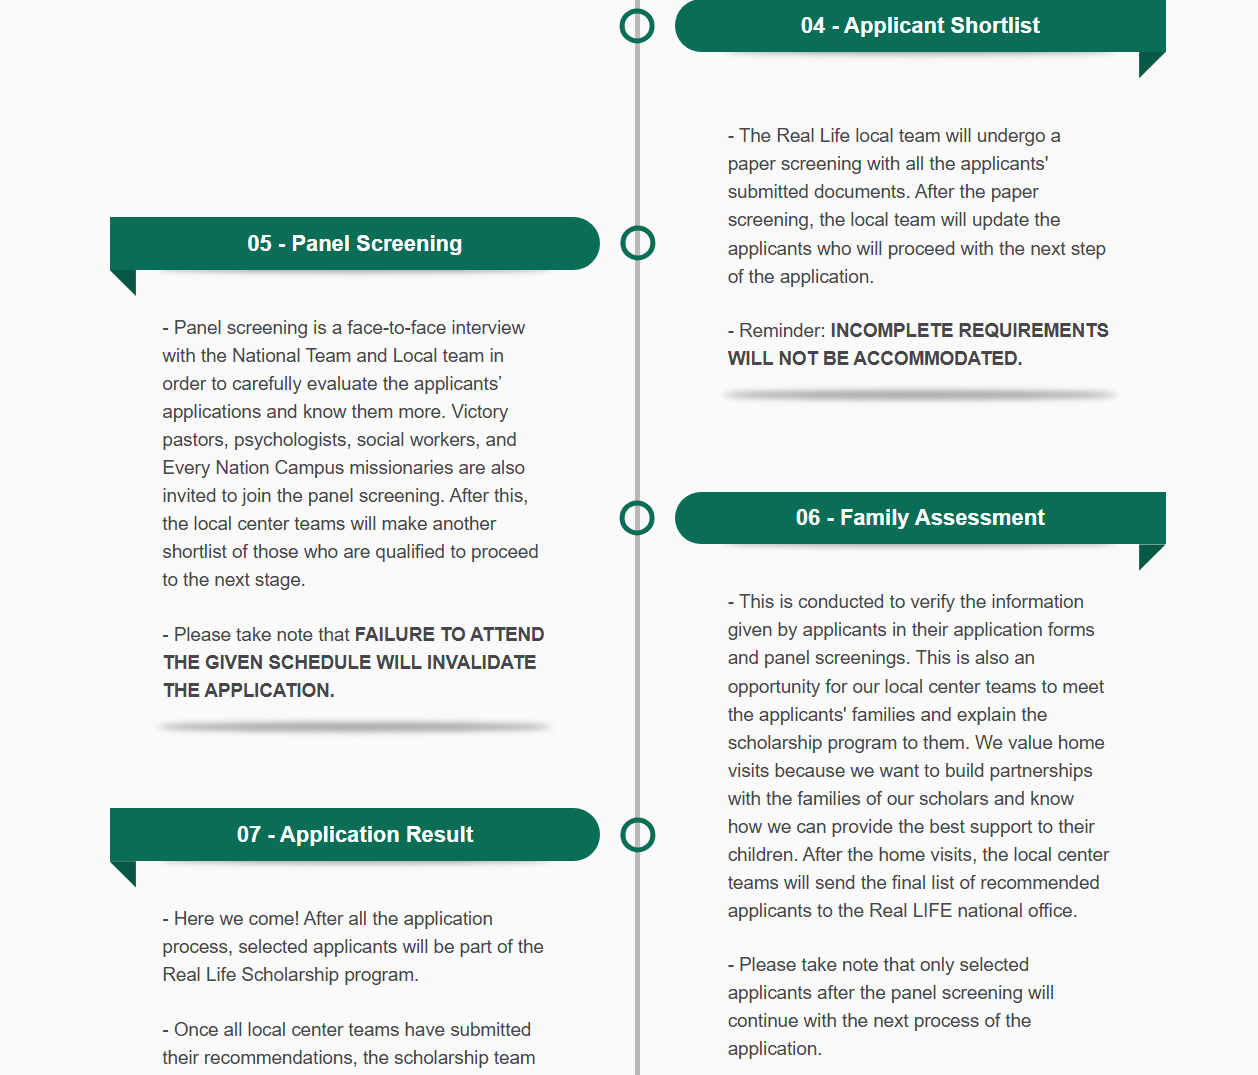 04 - Applicant Shortlist
- The Real Life local team will undergo a
paper screening with all the applicants'
submitted documents. After the paper
screening, the local team will update the
applicants who will proceed with the next step
of the application.
- Reminder: INCOMPLETE REQUIREMENTS
WILL NOT BE ACCOMMODATED.
05 - Panel Screening
- Panel screening is a face-to-face interview
with the National Team and Local team in
order to carefully evaluate the applicants’
applications and know them more. Victory
pastors, psychologists, social workers, and
Every Nation Campus missionaries are also
invited to join the panel screening. After this,
the local center teams will make another
shortlist of those who are qualified to proceed
to the next stage.
- Please take note that FAILURE TO ATTEND
THE GIVEN SCHEDULE WILL INVALIDATE
THE APPLICATION.
06 - Family Assessment
- This is conducted to verify the information
given by applicants in their application forms
and panel screenings. This is also an
opportunity for our local center teams to meet
the applicants' families and explain the
scholarship program to them. We value home
visits because we want to build partnerships
with the families of our scholars and know
how we can provide the best support to their
children. After the home visits, the local center
teams will send the final list of recommended
applicants to the Real LIFE national office.
- Please take note that only selected
applicants after the panel screening will
continue with the next process of the
application.
07 - Application Result
- Here we come! After all the application
process, selected applicants will be part of the
Real Life Scholarship program.
- Once all local center teams have submitted
their recommendations, the scholarship team